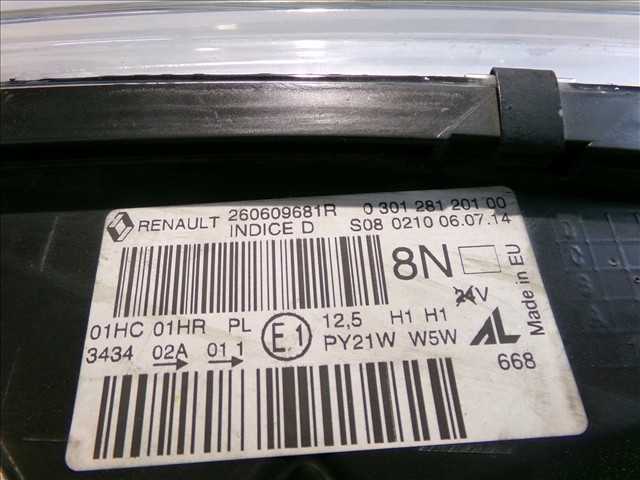 RENAULT 260609681R 0 301 281 201 00
INDICE D S08 0210 06.07.14
8N
24V
Made in EU
01HC 01HR PL E1 12,5 H1 H1 AL
3434 02A 01 1 PY21W W5W
668